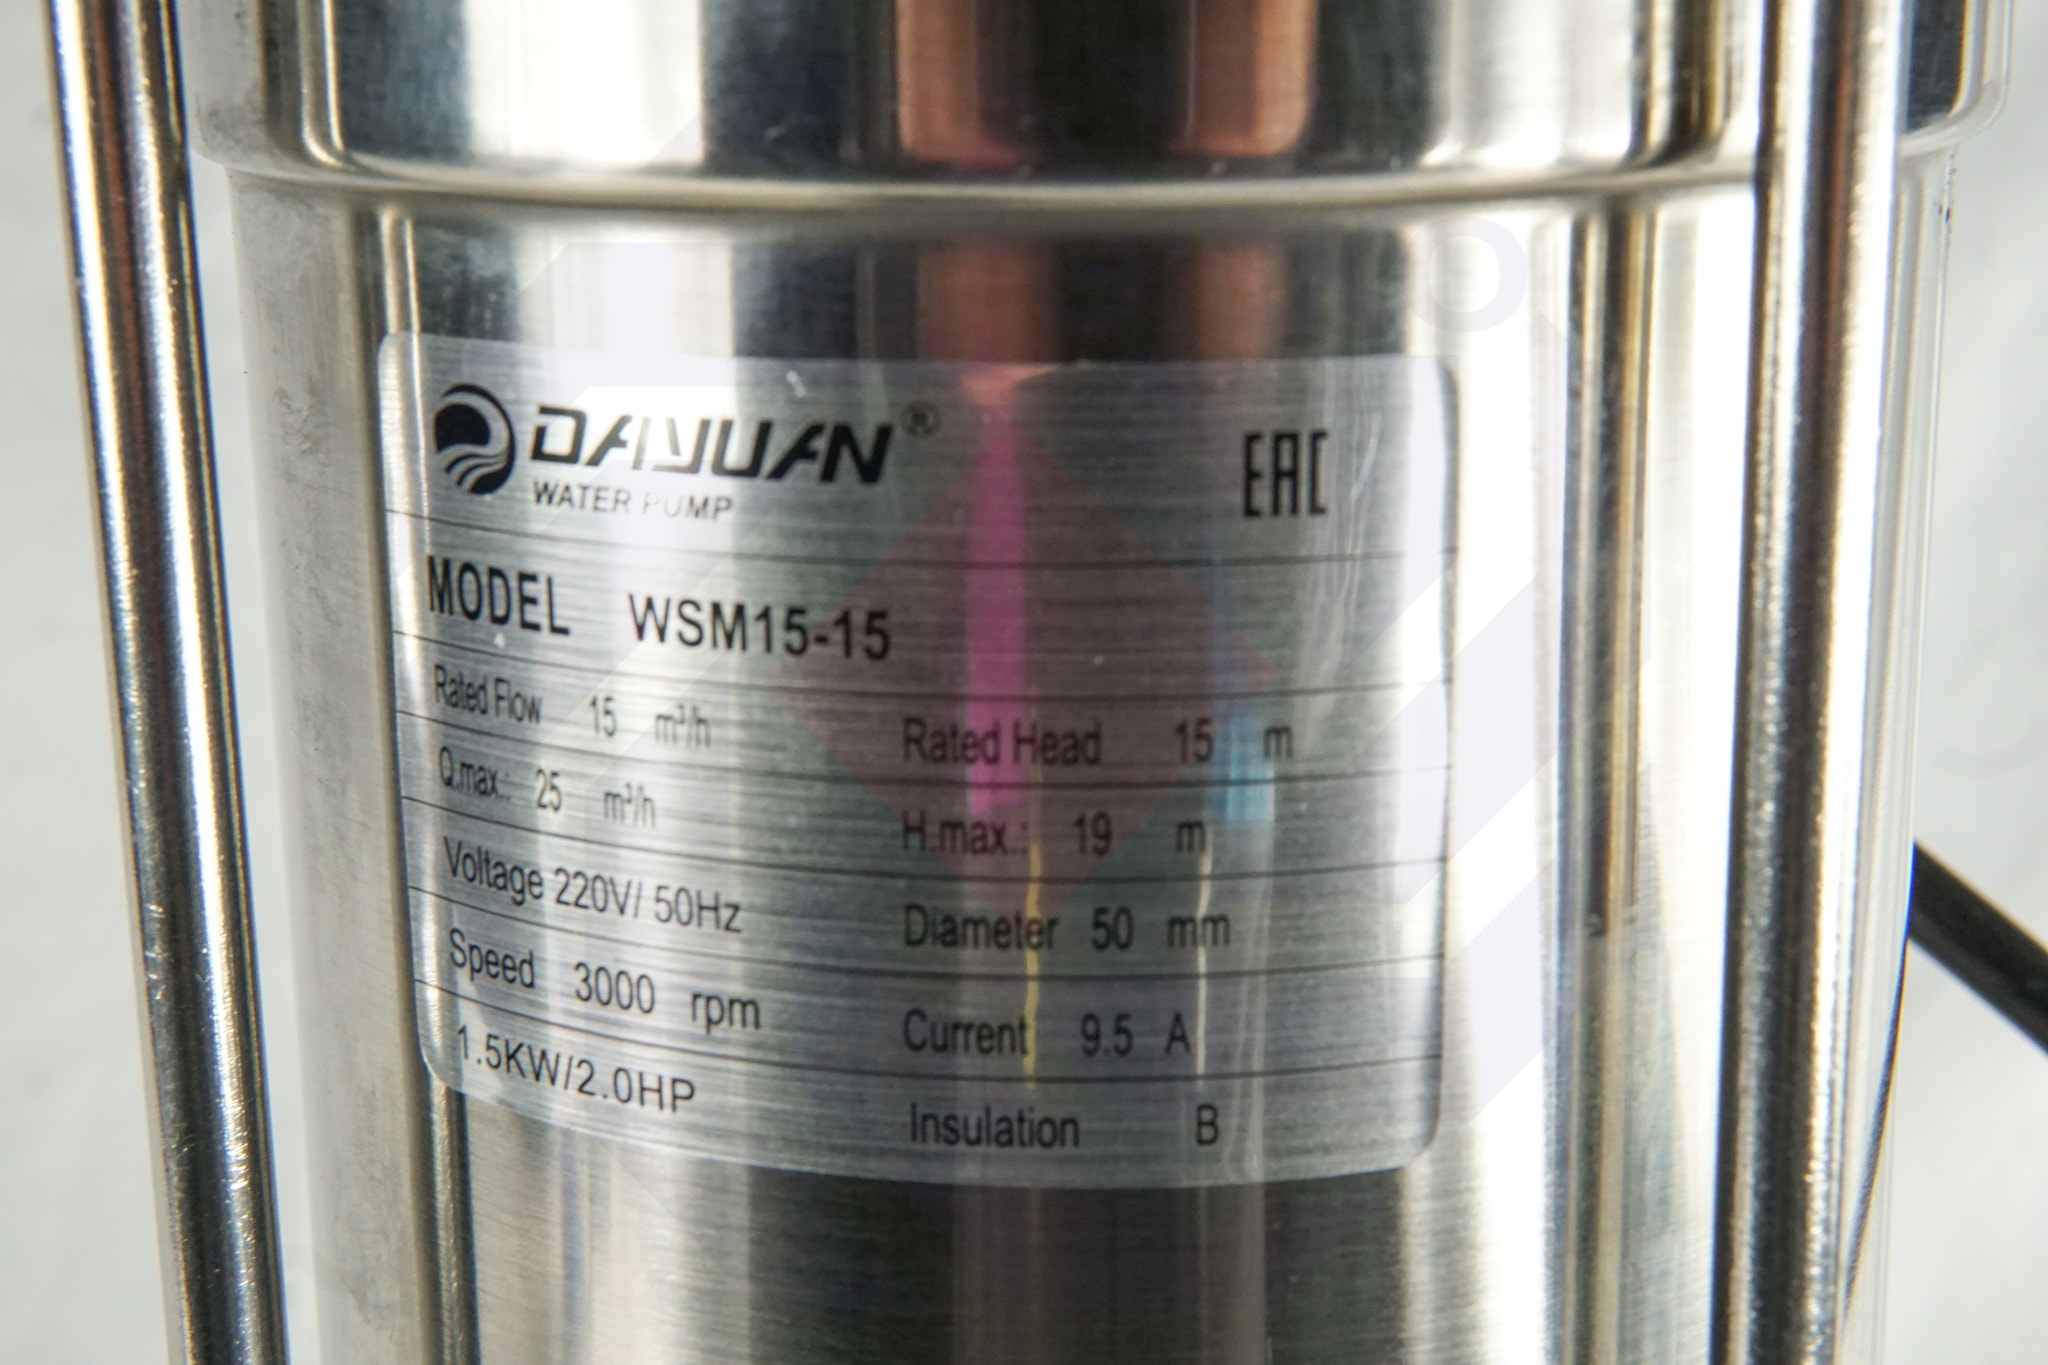 DAYUAN®
WATER PUMP
EAC
MODEL WSM15-15
Rated Flow 15 m³/h Rated Head 15 m
Q.max.: 25 m³/h H.max.: 19 m
Voltage 220V/ 50Hz Diameter 50 mm
Speed 3000 rpm Current 9.5 A
1.5KW/2.0HP Insulation B